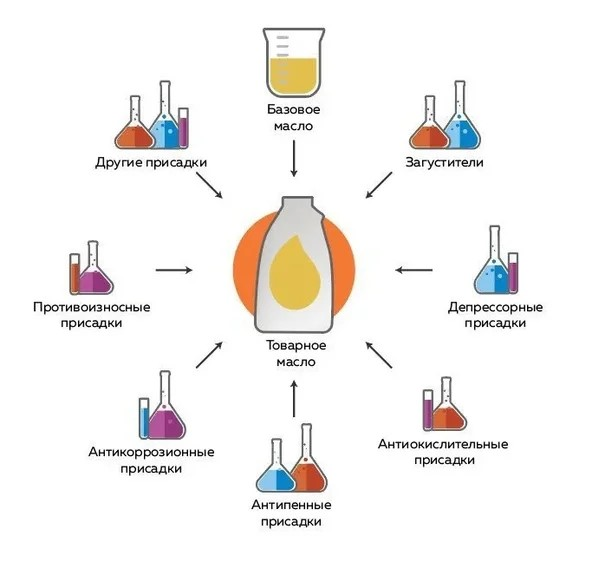 Базовое
масло
Другие присадки
Загустители
Противоизносные
присадки
Депрессорные
присадки
Товарное
масло
Антикоррозионные
присадки
Антиокислительные
присадки
Антипенные
присадки